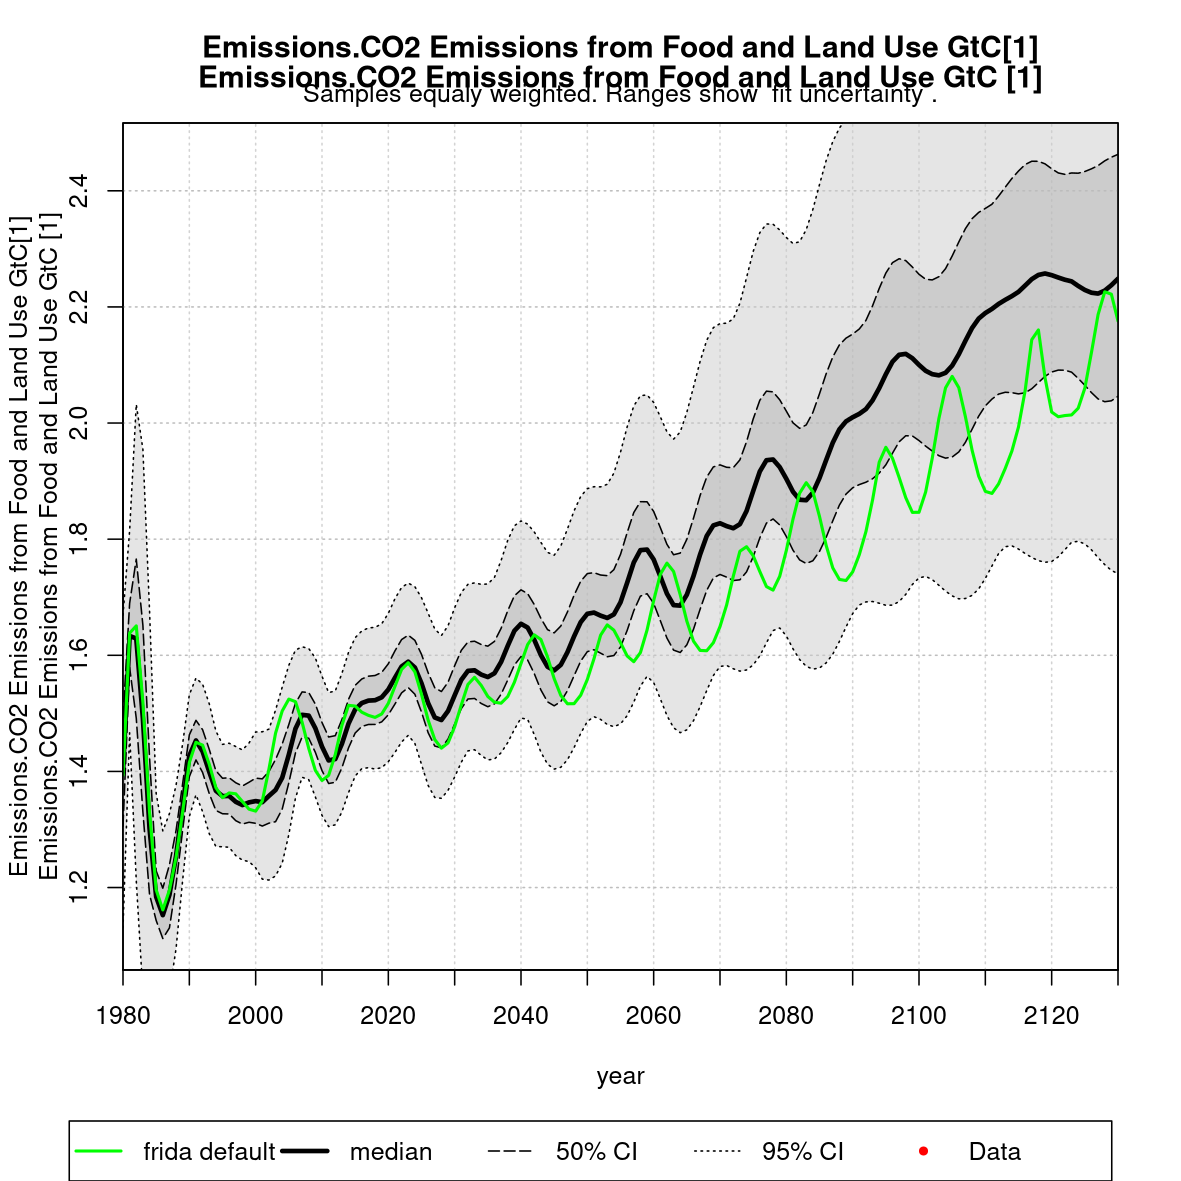 Emissions.CO2 Emissions from Food and Land Use GtC[1]
Emissions.CO2 Emissions from Food and Land Use GtC [1]
Samples equaly weighted. Ranges show  fit uncertainty .
Emissions.CO2 Emissions from Food and Land Use GtC[1]
Emissions.CO2 Emissions from Food and Land Use GtC [1]
2.4
2.2
2.0
1.8
1.6
1.4
1.2
1980 2000 2020 2040 2060 2080 2100 2120
year
frida default median 50% CI 95% CI Data